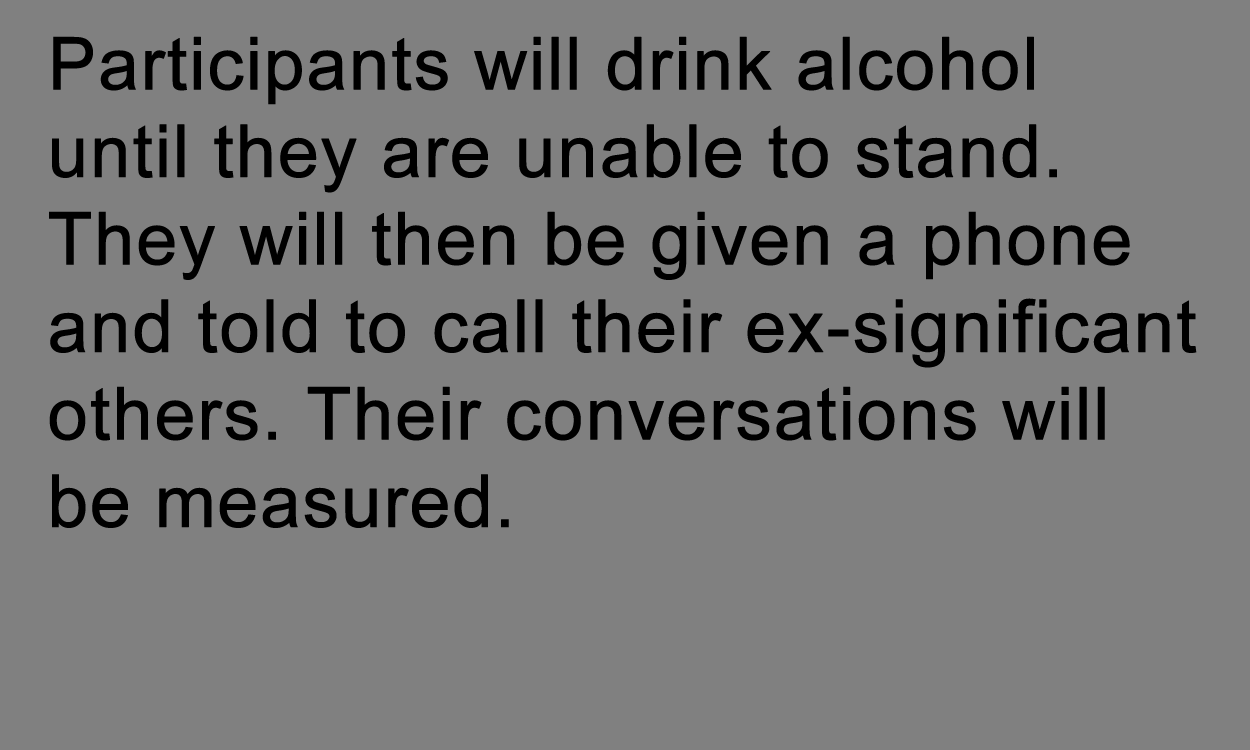 Participants will drink alcohol
until they are unable to stand.
They will then be given a phone
and told to call their ex-significant
others. Their conversations will
be measured.